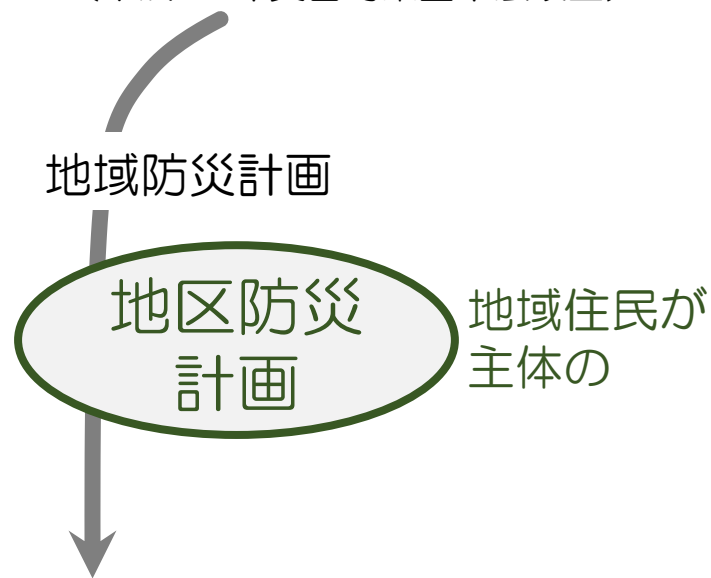 地域防災計画
地区防災
計画
地域住民が
主体の